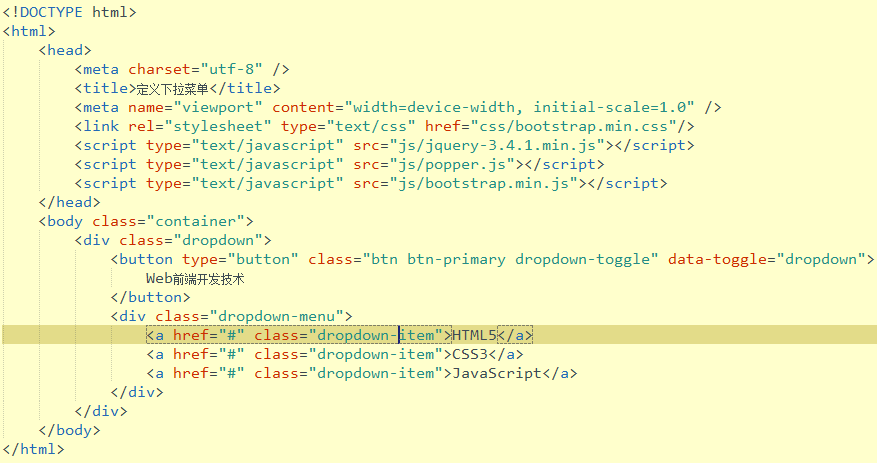 <!DOCTYPE html>
<html>
    <head>
        <meta charset="utf-8" />
        <title>定义下拉菜单</title>
        <meta name="viewport" content="width=device-width, initial-scale=1.0" />
        <link rel="stylesheet" type="text/css" href="css/bootstrap.min.css"/>
        <script type="text/javascript" src="js/jquery-3.4.1.min.js"></script>
        <script type="text/javascript" src="js/popper.js"></script>
        <script type="text/javascript" src="js/bootstrap.min.js"></script>
    </head>
    <body class="container">
        <div class="dropdown">
            <button type="button" class="btn btn-primary dropdown-toggle" data-toggle="dropdown">
                Web前端开发技术
            </button>
            <div class="dropdown-menu">
                <a href="#" class="dropdown-item">HTML5</a>
                <a href="#" class="dropdown-item">CSS3</a>
                <a href="#" class="dropdown-item">JavaScript</a>
            </div>
        </div>
    </body>
</html>